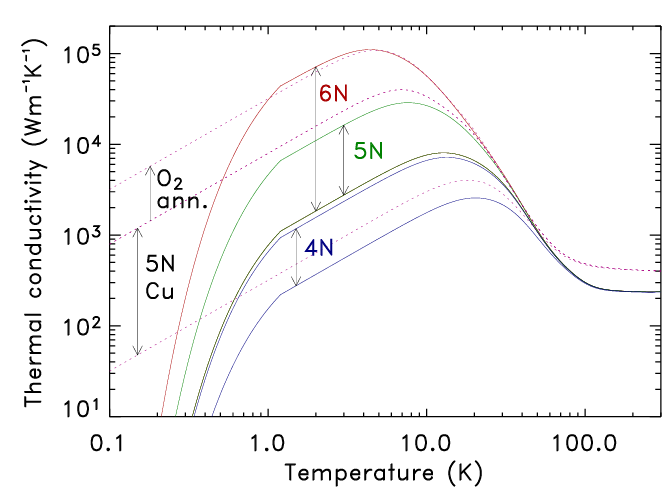 Thermal conductivity (Wm⁻¹K⁻¹)
10⁵
10⁴
10³
10²
10¹
6N
5N
4N
O₂
ann.
5N
Cu
0.1 1.0 10.0 100.0
Temperature (K)